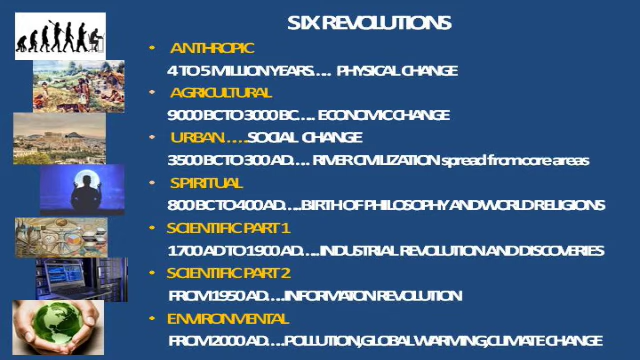 SIX REVOLUTIONS
• ANTHROPIC
4 TO 5 MILLION YEARS..... PHYSICAL CHANGE
• AGRICULTURAL
9000 BC TO 3000 BC..... ECONOMIC CHANGE
• URBAN .....SOCIAL CHANGE
3500 BC TO 300 AD..... RIVER CIVILIZATION spread from core areas
• SPIRITUAL
800 BC TO 400 AD.....BIRTH OF PHILOSOPHY AND WORLD RELIGIONS
• SCIENTIFIC PART 1
1700 AD TO 1900 AD.....INDUSTRIAL REVOLUTION AND DISCOVERIES
• SCIENTIFIC PART 2
FROM 1950 AD.....INFORMATON REVOLUTION
• ENVIRONMENTAL
FROM 2000 AD.....POLLUTION,GLOBAL WARMING,CLIMATE CHANGE